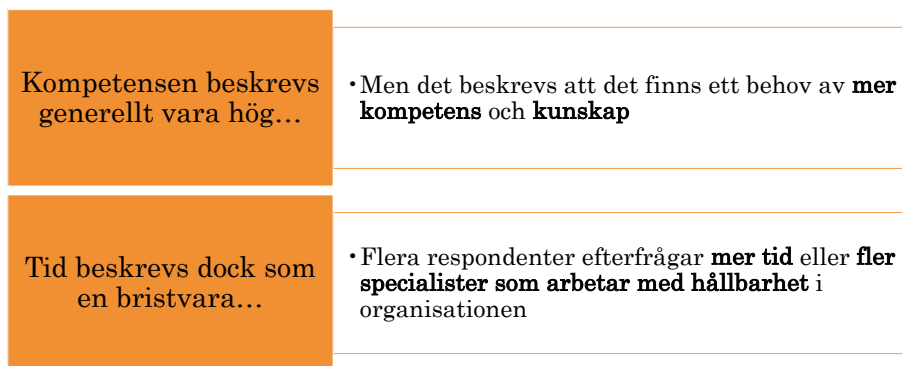 Kompetensen beskrevs
generellt vara hög…
•Men det beskrevs att det finns ett behov av mer
kompetens och kunskap
Tid beskrevs dock som
en bristvara…
•Flera respondenter efterfrågar mer tid eller fler
specialister som arbetar med hållbarhet i
organisationen